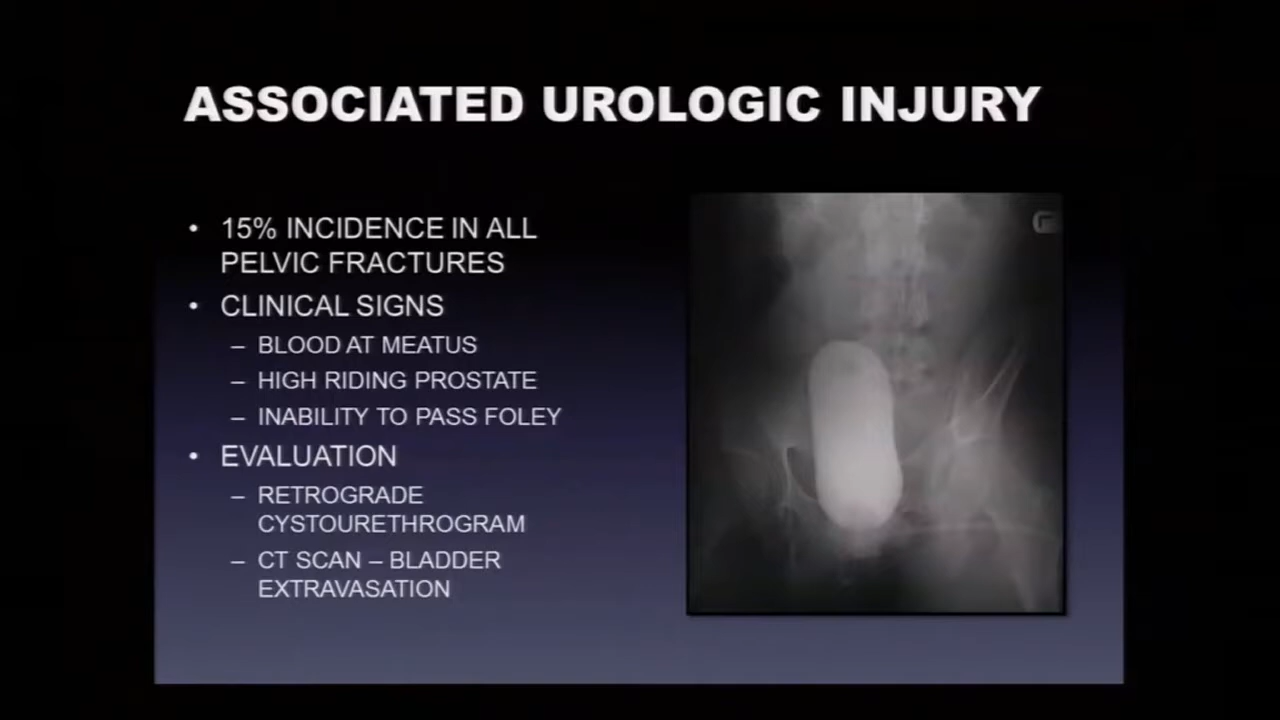 ASSOCIATED UROLOGIC INJURY
• 15% INCIDENCE IN ALL
PELVIC FRACTURES
• CLINICAL SIGNS
– BLOOD AT MEATUS
– HIGH RIDING PROSTATE
– INABILITY TO PASS FOLEY
• EVALUATION
– RETROGRADE
CYSTOURETHROGRAM
– CT SCAN – BLADDER
EXTRAVASATION